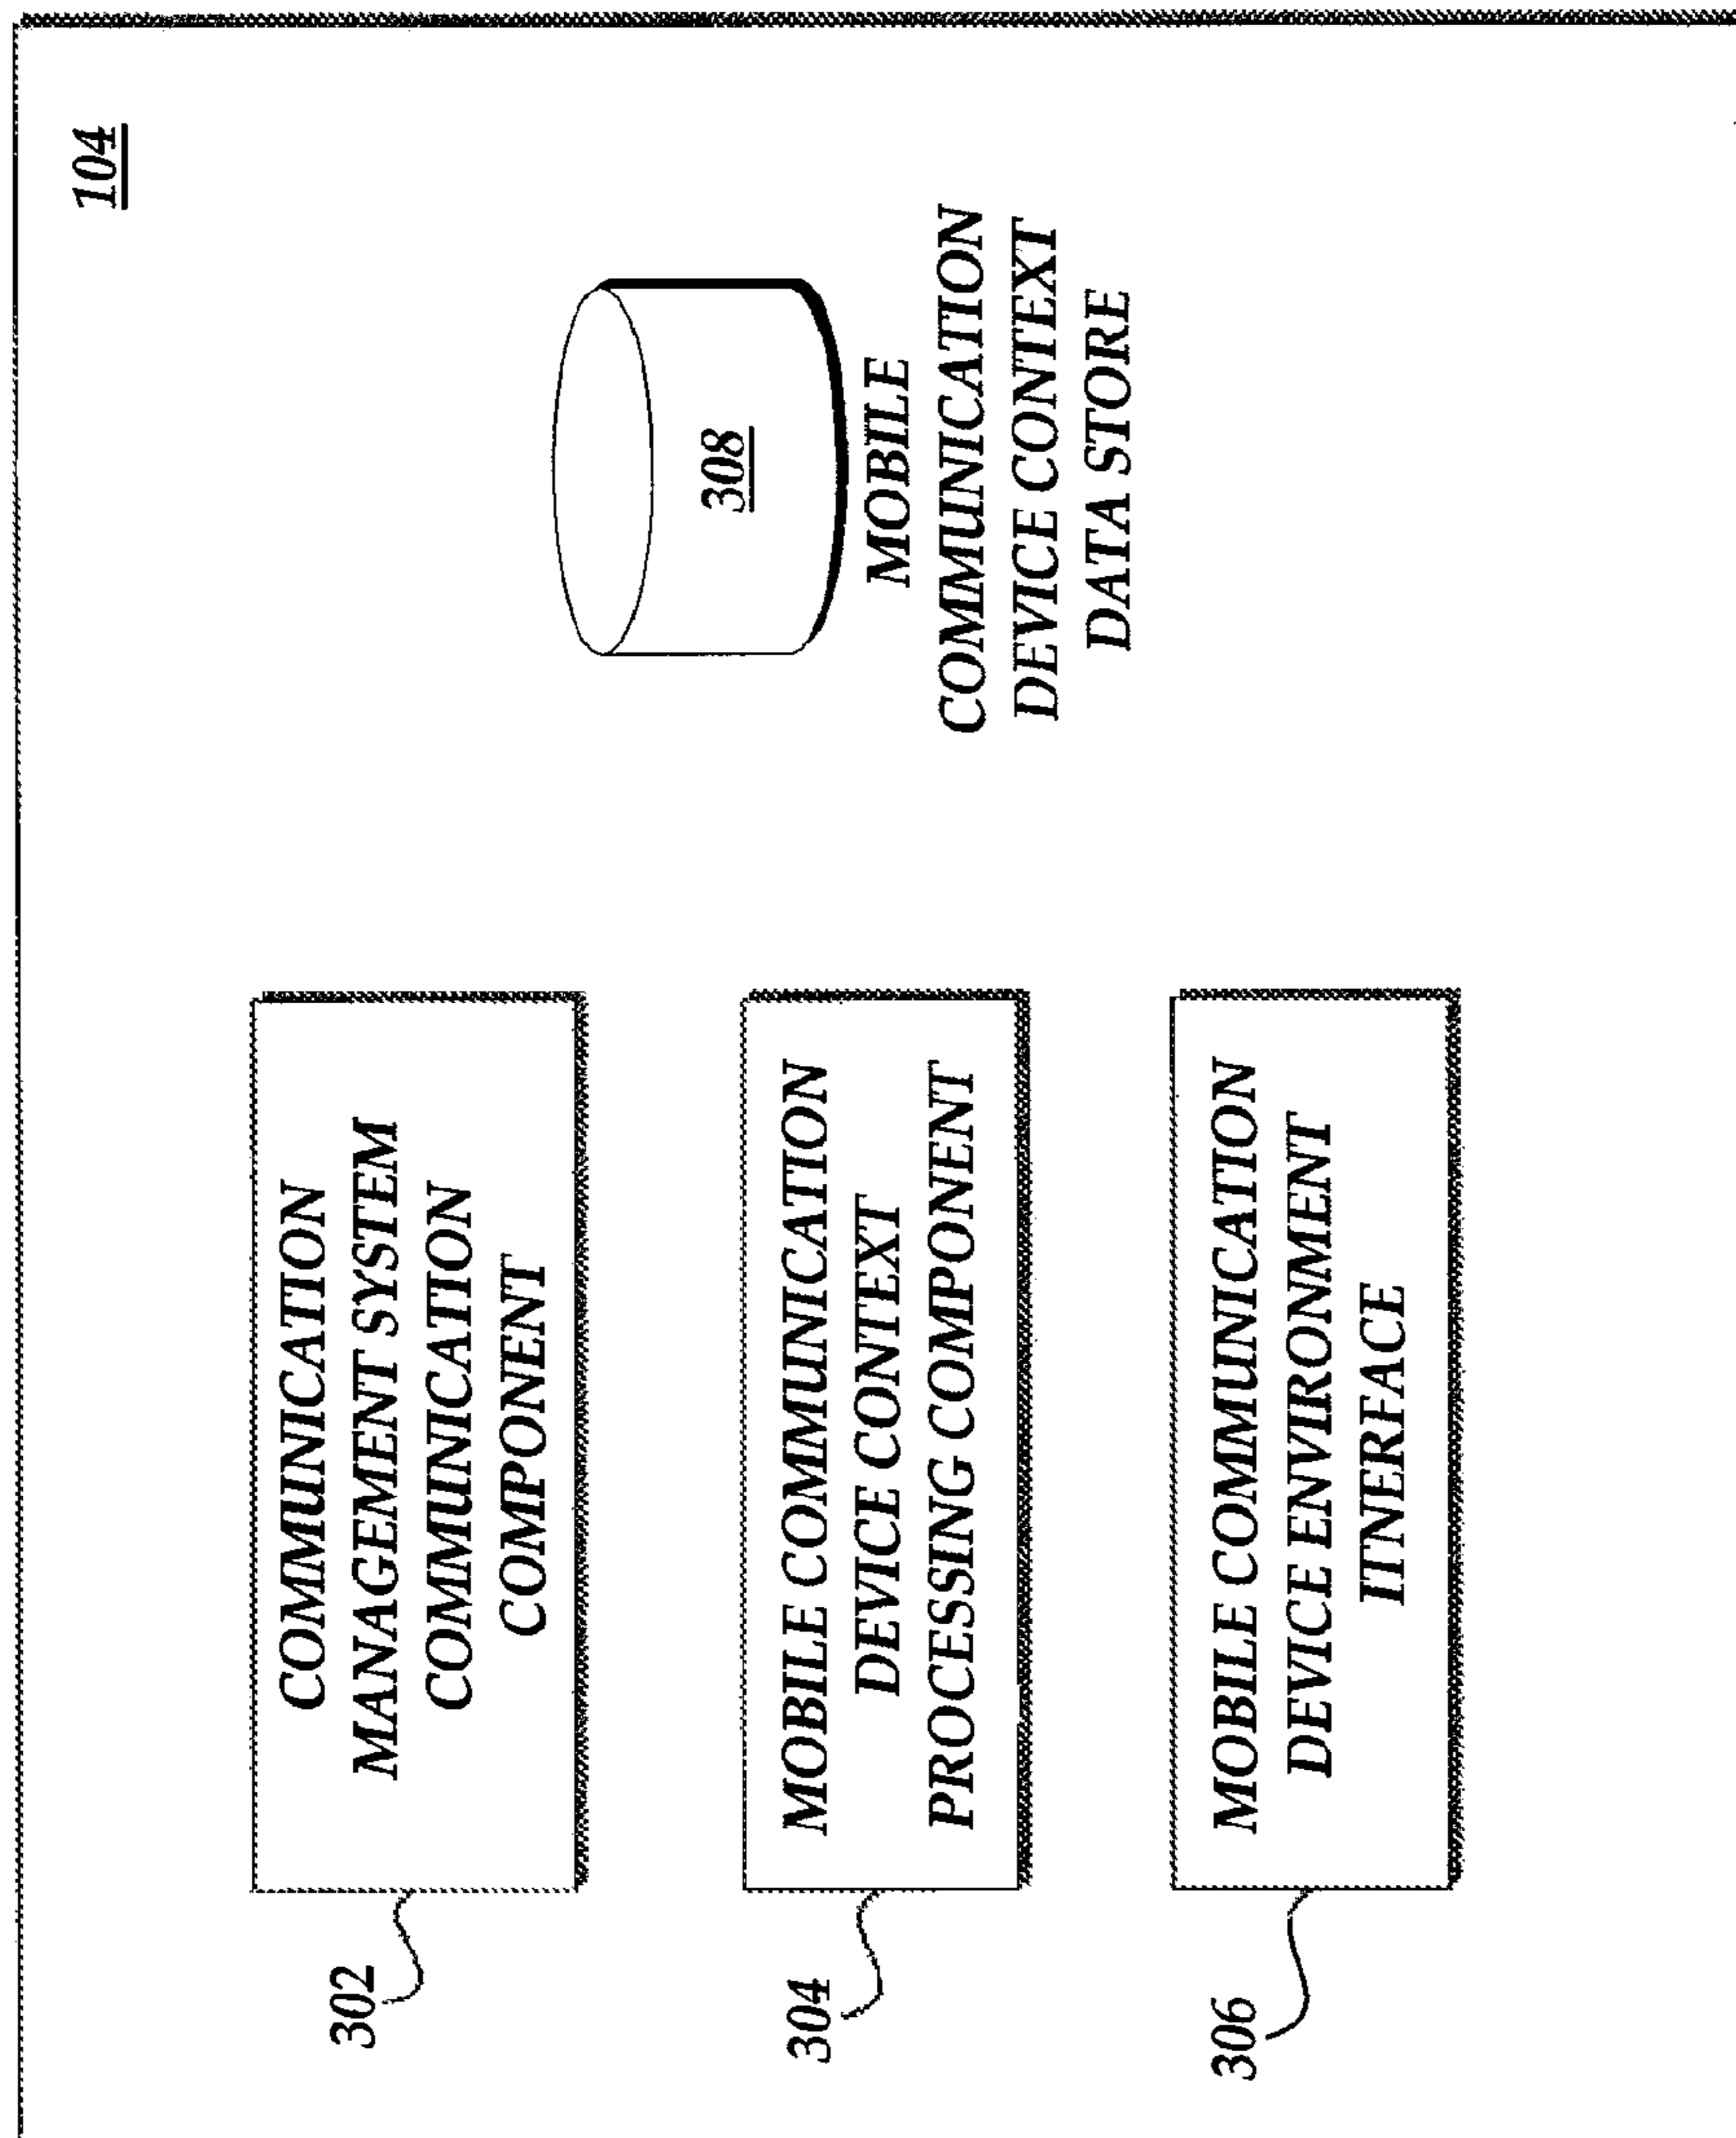 104
302
COMMUNICATION
MANAGEMENT SYSTEM
COMMUNICATION
COMPONENT
304
MOBILE COMMUNICATION
DEVICE CONTEXT
PROCESSING COMPONENT
306
MOBILE COMMUNICATION
DEVICE ENVIRONMENT
ITNERFACE
308
MOBILE
COMMUNICATION
DEVICE CONTEXT
DATA STORE